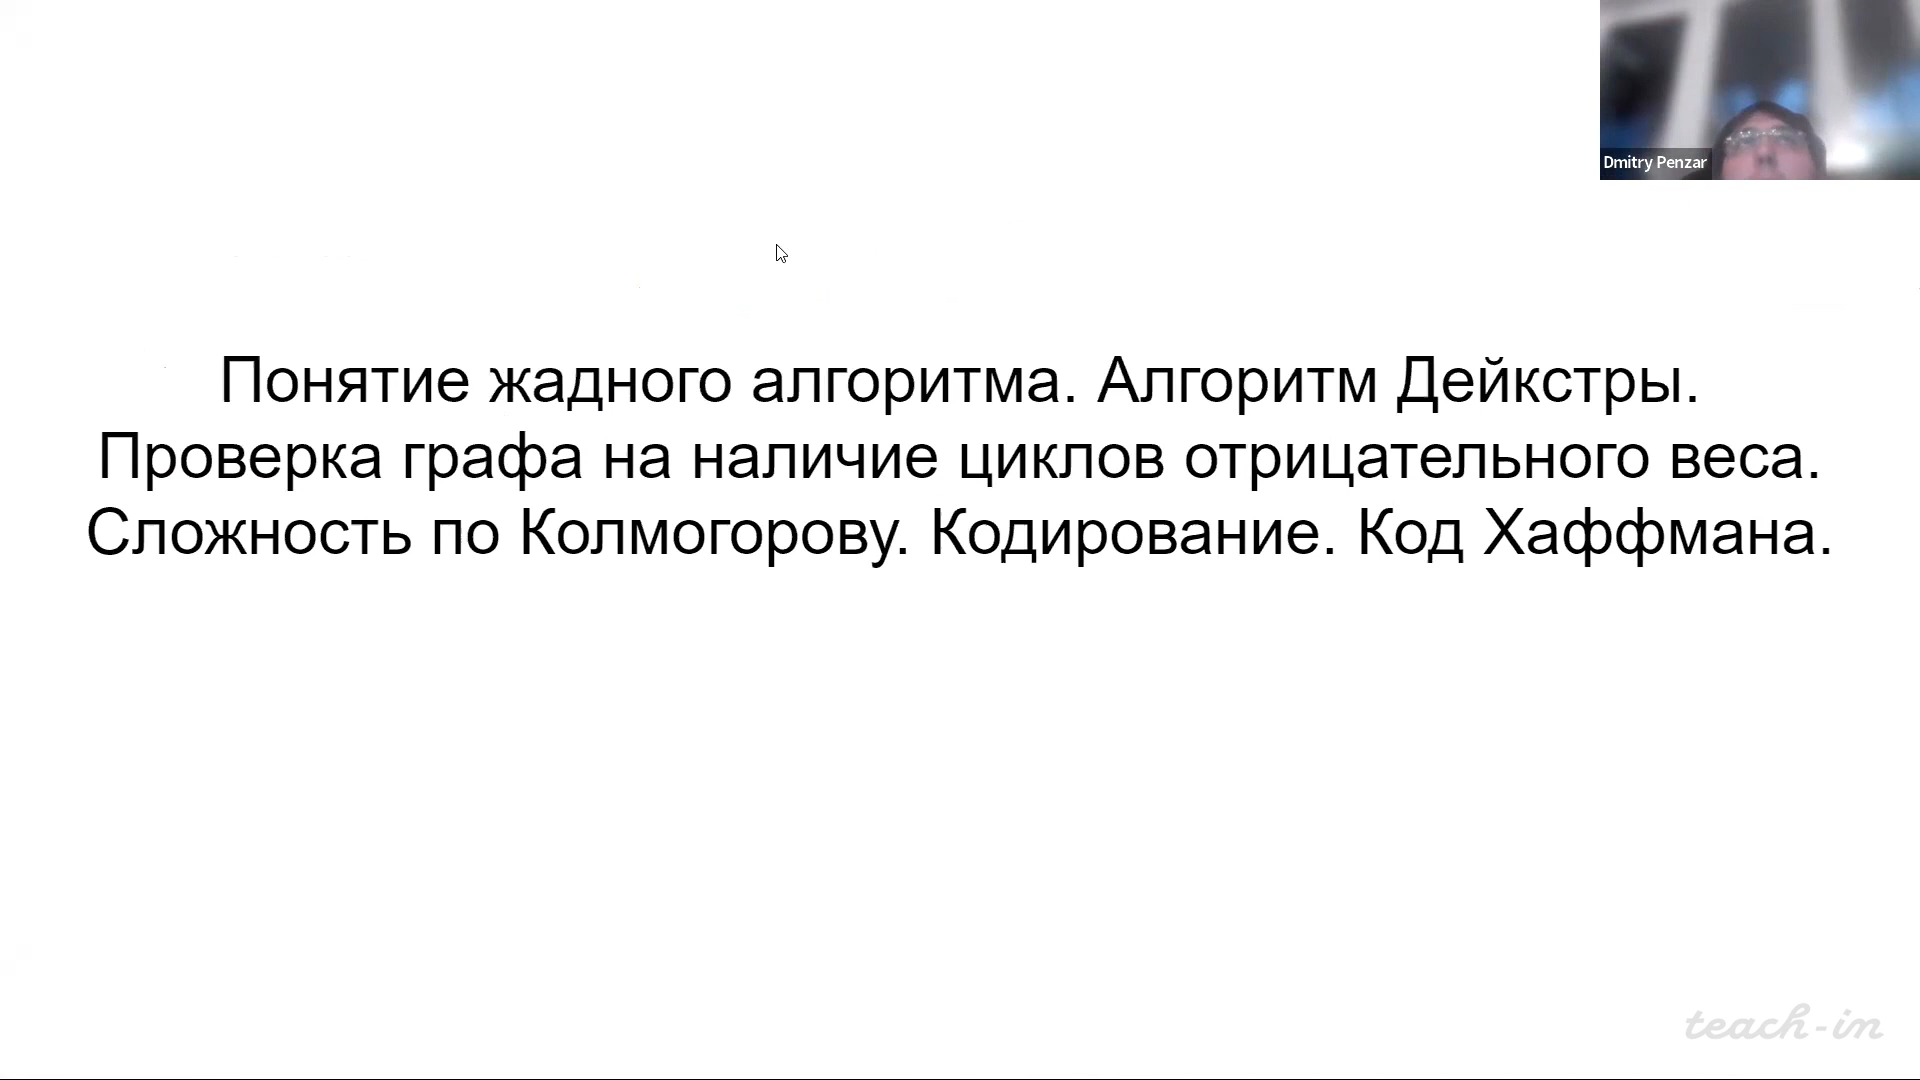 Dmitry Penzar
Понятие жадного алгоритма. Алгоритм Дейкстры.
Проверка графа на наличие циклов отрицательного веса.
Сложность по Колмогорову. Кодирование. Код Хаффмана.
teach-in